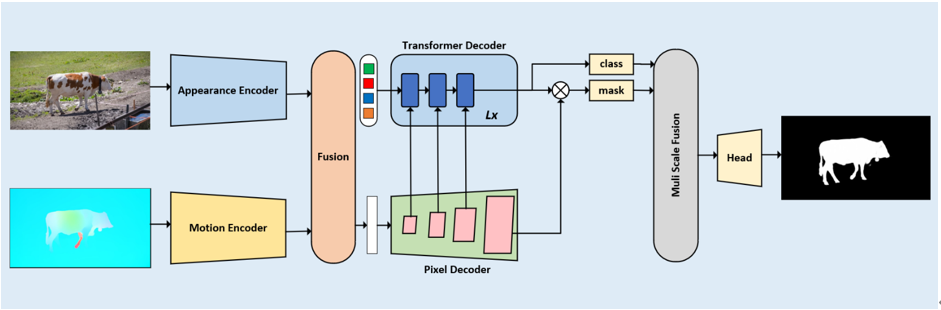 Transformer Decoder
Appearance Encoder
class
mask
Lx
Fusion
Muli Scale Fusion
Head
Motion Encoder
Pixel Decoder